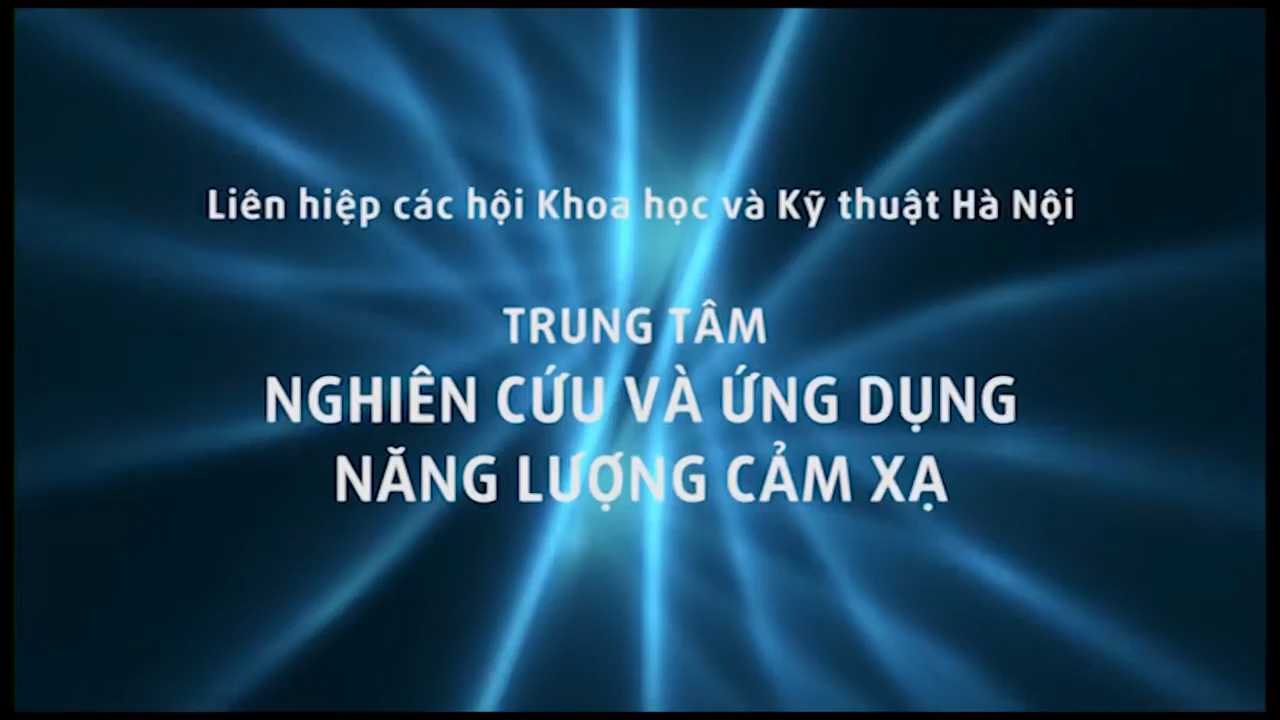 Liên hiệp các hội Khoa học và Kỹ thuật Hà Nội
TRUNG TÂM
NGHIÊN CỨU VÀ ỨNG DỤNG
NĂNG LƯỢNG CẢM XẠ